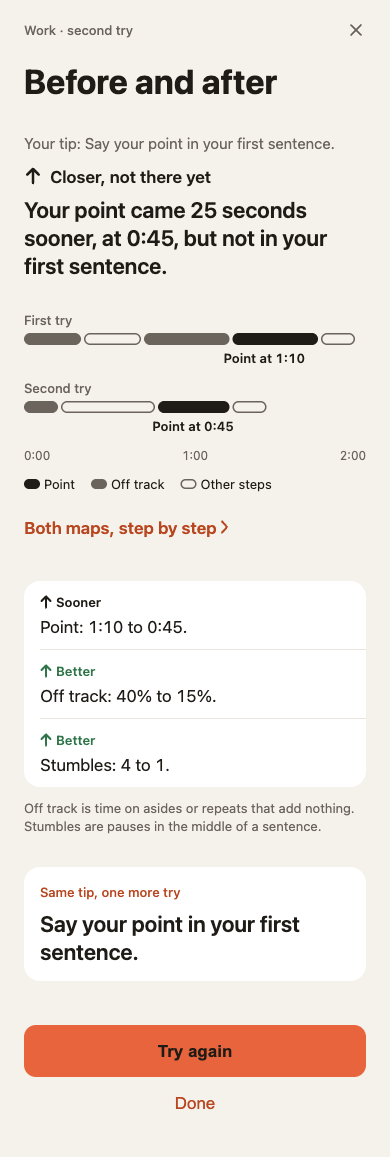 Work · second try
Before and after
Your tip: Say your point in your first sentence.
Closer, not there yet
Your point came 25 seconds
sooner, at 0:45, but not in your
first sentence.
First try
Point at 1:10
Second try
Point at 0:45
0:00 1:00 2:00
Point Off track Other steps
Both maps, step by step
Sooner
Point: 1:10 to 0:45.
Better
Off track: 40% to 15%.
Better
Stumbles: 4 to 1.
Off track is time on asides or repeats that add nothing.
Stumbles are pauses in the middle of a sentence.
Same tip, one more try
Say your point in your first
sentence.
Try again
Done